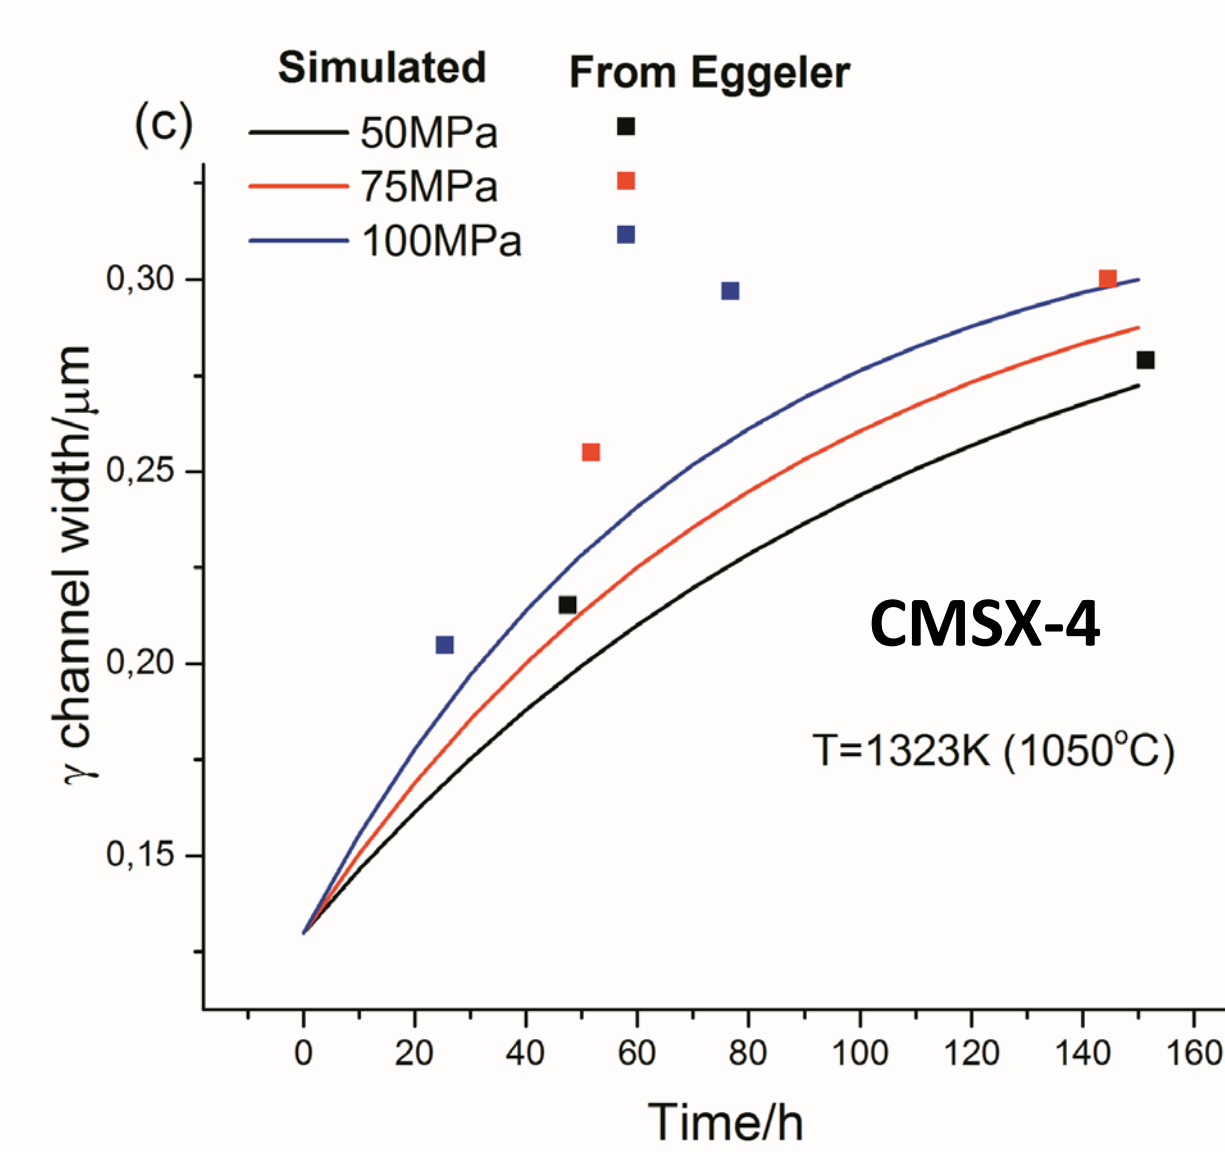 Simulated From Eggeler
(c)
50MPa
75MPa
100MPa
0,30
0,25
0,20
0,15
γ channel width/μm
CMSX-4
T=1323K (1050°C)
0 20 40 60 80 100 120 140 160
Time/h